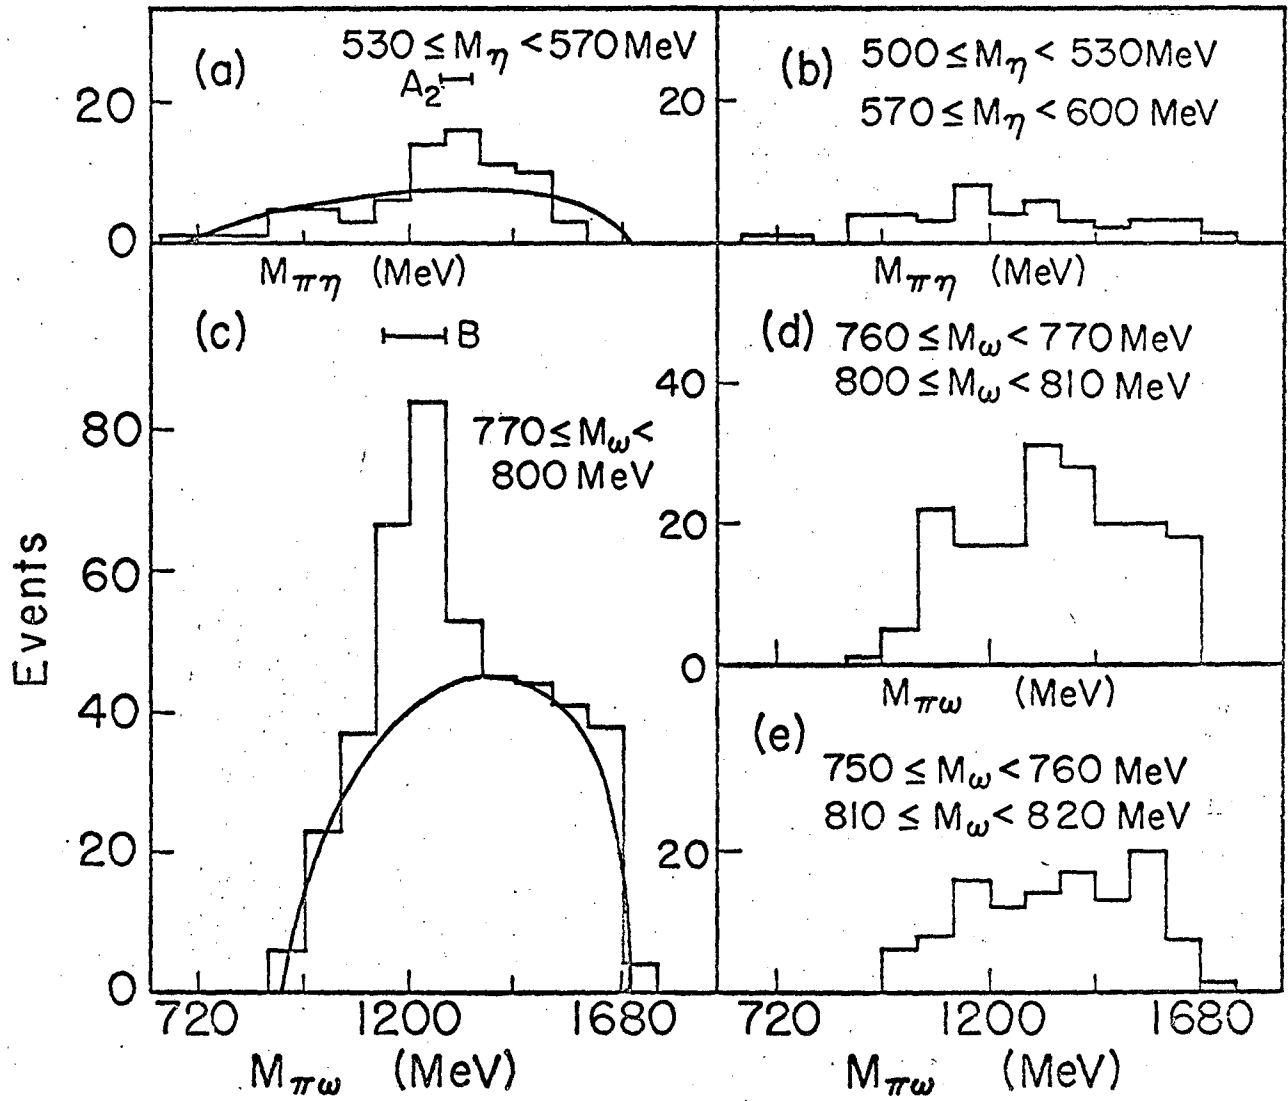 (a) 530 ≤ Mη < 570 MeV
A₂
20
0
Mπη (MeV)
(b) 500 ≤ Mη < 530 MeV
570 ≤ Mη < 600 MeV
20
Mπη (MeV)
(c) B
770 ≤ Mω <
800 MeV
80
60
40
20
0
Events
720 1200 1680
Mπω (MeV)
(d) 760 ≤ Mω < 770 MeV
800 ≤ Mω < 810 MeV
40
20
0
Mπω (MeV)
(e)
750 ≤ Mω < 760 MeV
810 ≤ Mω < 820 MeV
20
720 1200 1680
Mπω (MeV)